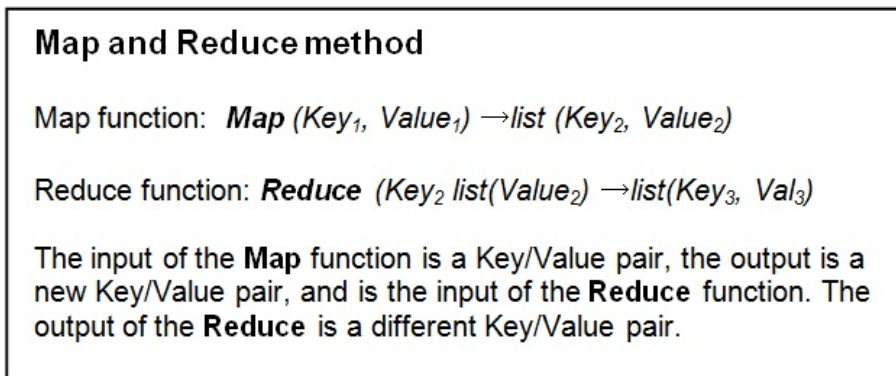 Map and Reduce method
Map function: Map (Key₁, Value₁) →list (Key₂, Value₂)
Reduce function: Reduce (Key₂ list(Value₂) →list(Key₃, Val₃)
The input of the Map function is a Key/Value pair, the output is a
new Key/Value pair, and is the input of the Reduce function. The
output of the Reduce is a different Key/Value pair.